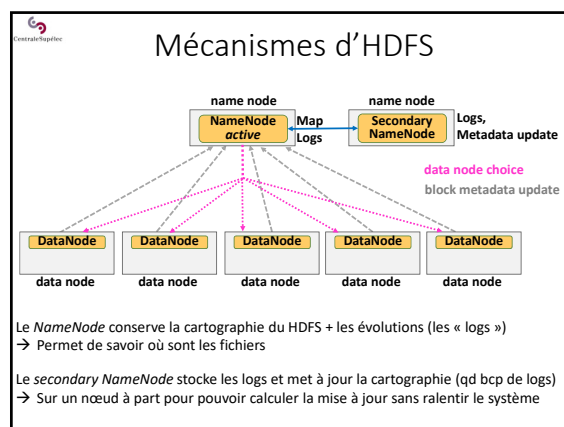 CentraleSupélec
Mécanismes d'HDFS
name node
name node
NameNode
active
Map
Logs
Secondary
NameNode
Logs,
Metadata update
data node choice
block metadata update
DataNode
DataNode
DataNode
DataNode
DataNode
data node
data node
data node
data node
data node
Le NameNode conserve la cartographie du HDFS + les évolutions (les « logs »)
→ Permet de savoir où sont les fichiers
Le secondary NameNode stocke les logs et met à jour la cartographie (qd bcp de logs)
→ Sur un nœud à part pour pouvoir calculer la mise à jour sans ralentir le système